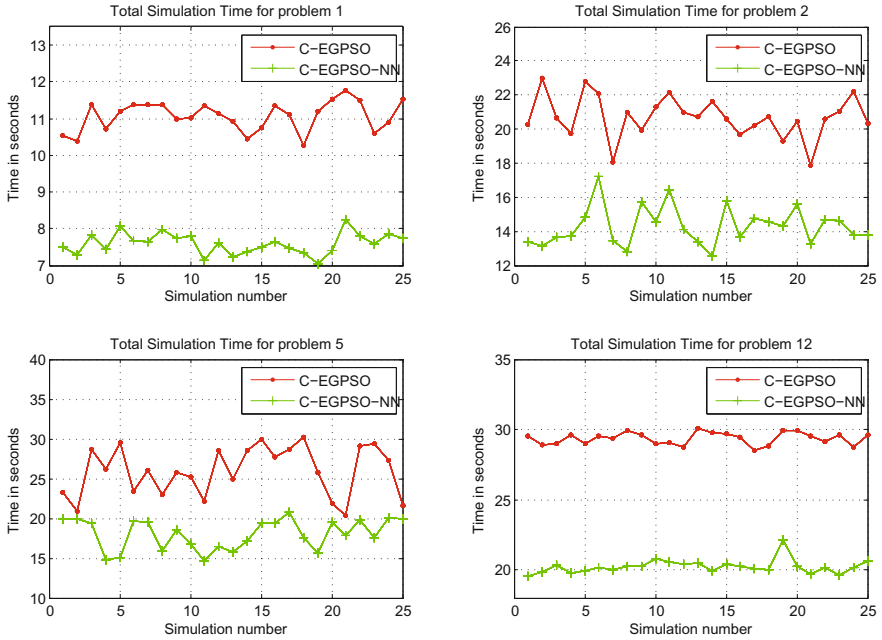 Total Simulation Time for problem 1
13
12
11
10
9
8
7
0
5
10
15
20
25
Time in seconds
Simulation number
C−EGPSO
C−EGPSO−NN
Total Simulation Time for problem 2
26
24
22
20
18
16
14
12
0
5
10
15
20
25
Time in seconds
Simulation number
C−EGPSO
C−EGPSO−NN
Total Simulation Time for problem 5
40
35
30
25
20
15
10
0
5
10
15
20
25
Time in seconds
Simulation number
C−EGPSO
C−EGPSO−NN
Total Simulation Time for problem 12
35
30
25
20
0
5
10
15
20
25
Time in seconds
Simulation number
C−EGPSO
C−EGPSO−NN